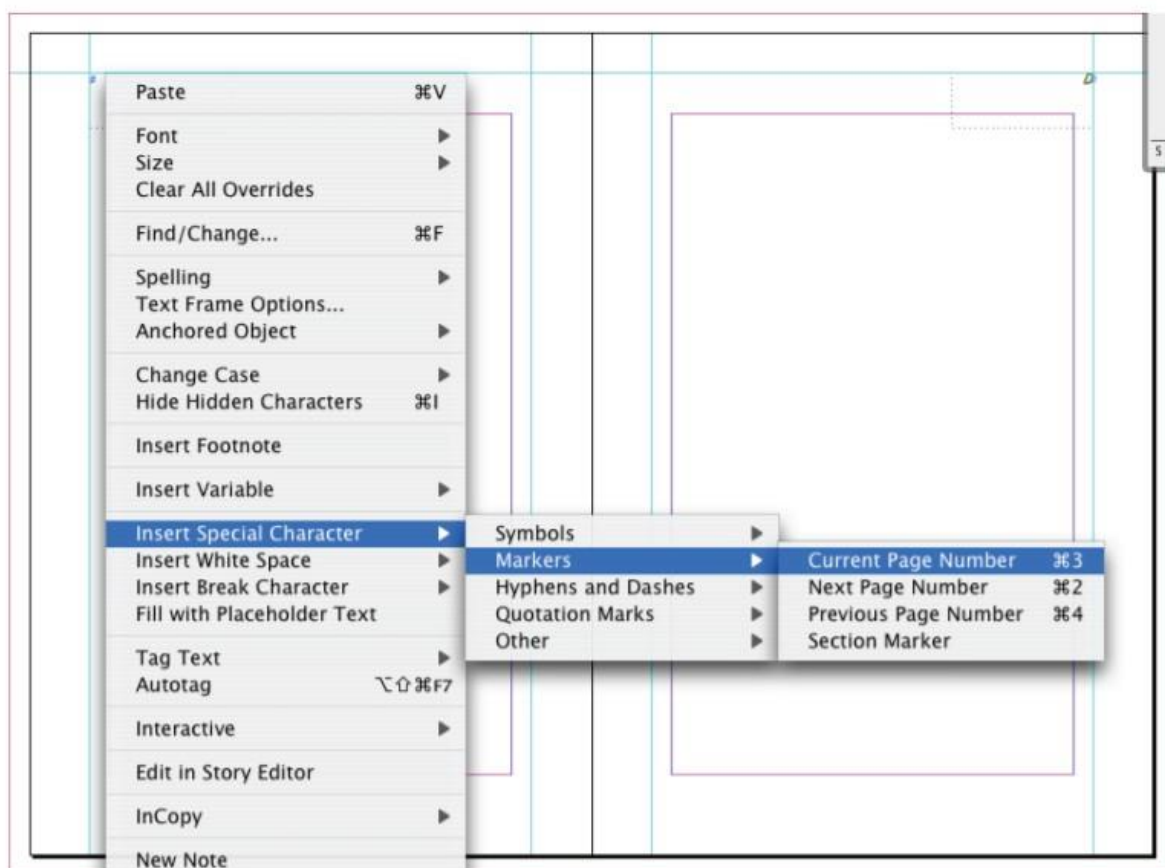 Paste ⌘V
Font
Size
Clear All Overrides
Find/Change... ⌘F
Spelling
Text Frame Options...
Anchored Object
Change Case
Hide Hidden Characters ⌘I
Insert Footnote
Insert Variable
Insert Special Character
Insert White Space
Insert Break Character
Fill with Placeholder Text
Tag Text
Autotag ⌥⇧⌘F7
Interactive
Edit in Story Editor
InCopy
New Note
Symbols
Markers
Hyphens and Dashes
Quotation Marks
Other
Current Page Number ⌘3
Next Page Number ⌘2
Previous Page Number ⌘4
Section Marker
D
S